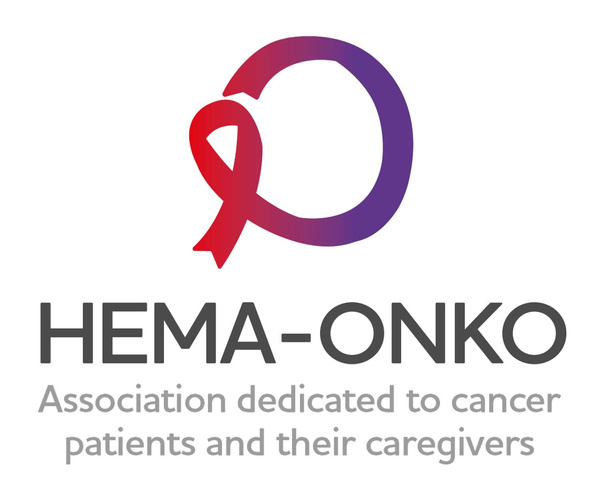 HEMA-ONKO
Association dedicated to cancer
patients and their caregivers